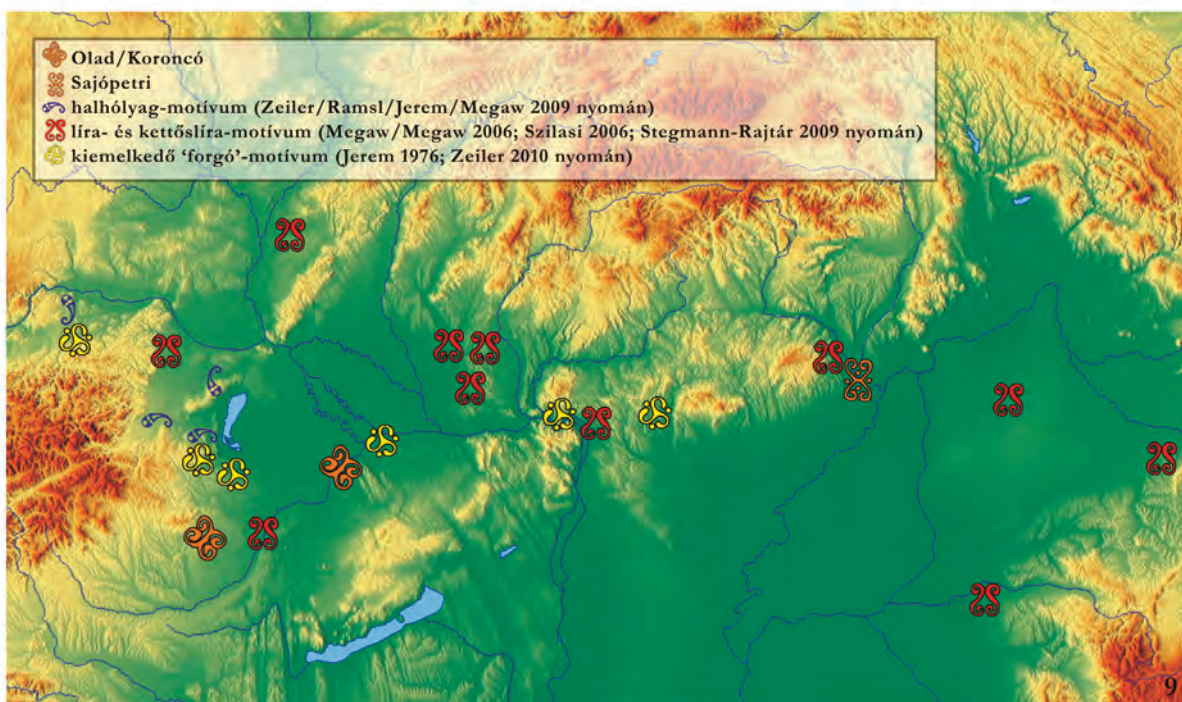 Olad/Koroncó
Sajópetri
halhólyag-motívum (Zeiler/Ramsl/Jerem/Megaw 2009 nyomán)
líra- és kettőslíra-motívum (Megaw/Megaw 2006; Szilasi 2006; Stegmann-Rajtár 2009 nyomán)
kiemelkedő ‘forgó’-motívum (Jerem 1976; Zeiler 2010 nyomán)
9